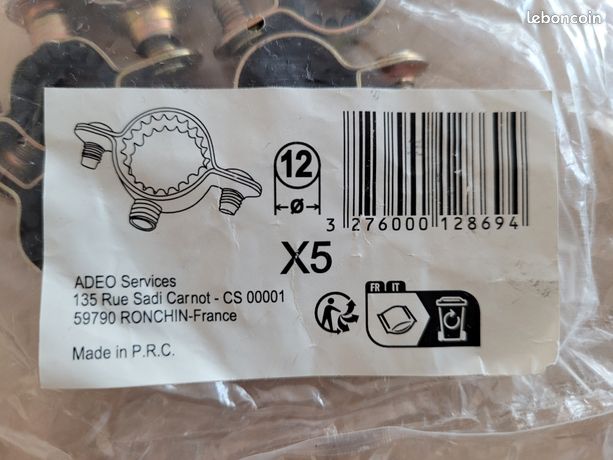 leboncoin
12
Ø
3 276000 128694
X5
ADEO Services
135 Rue Sadi Carnot - CS 00001
59790 RONCHIN-France
Made in P.R.C.
FR IT